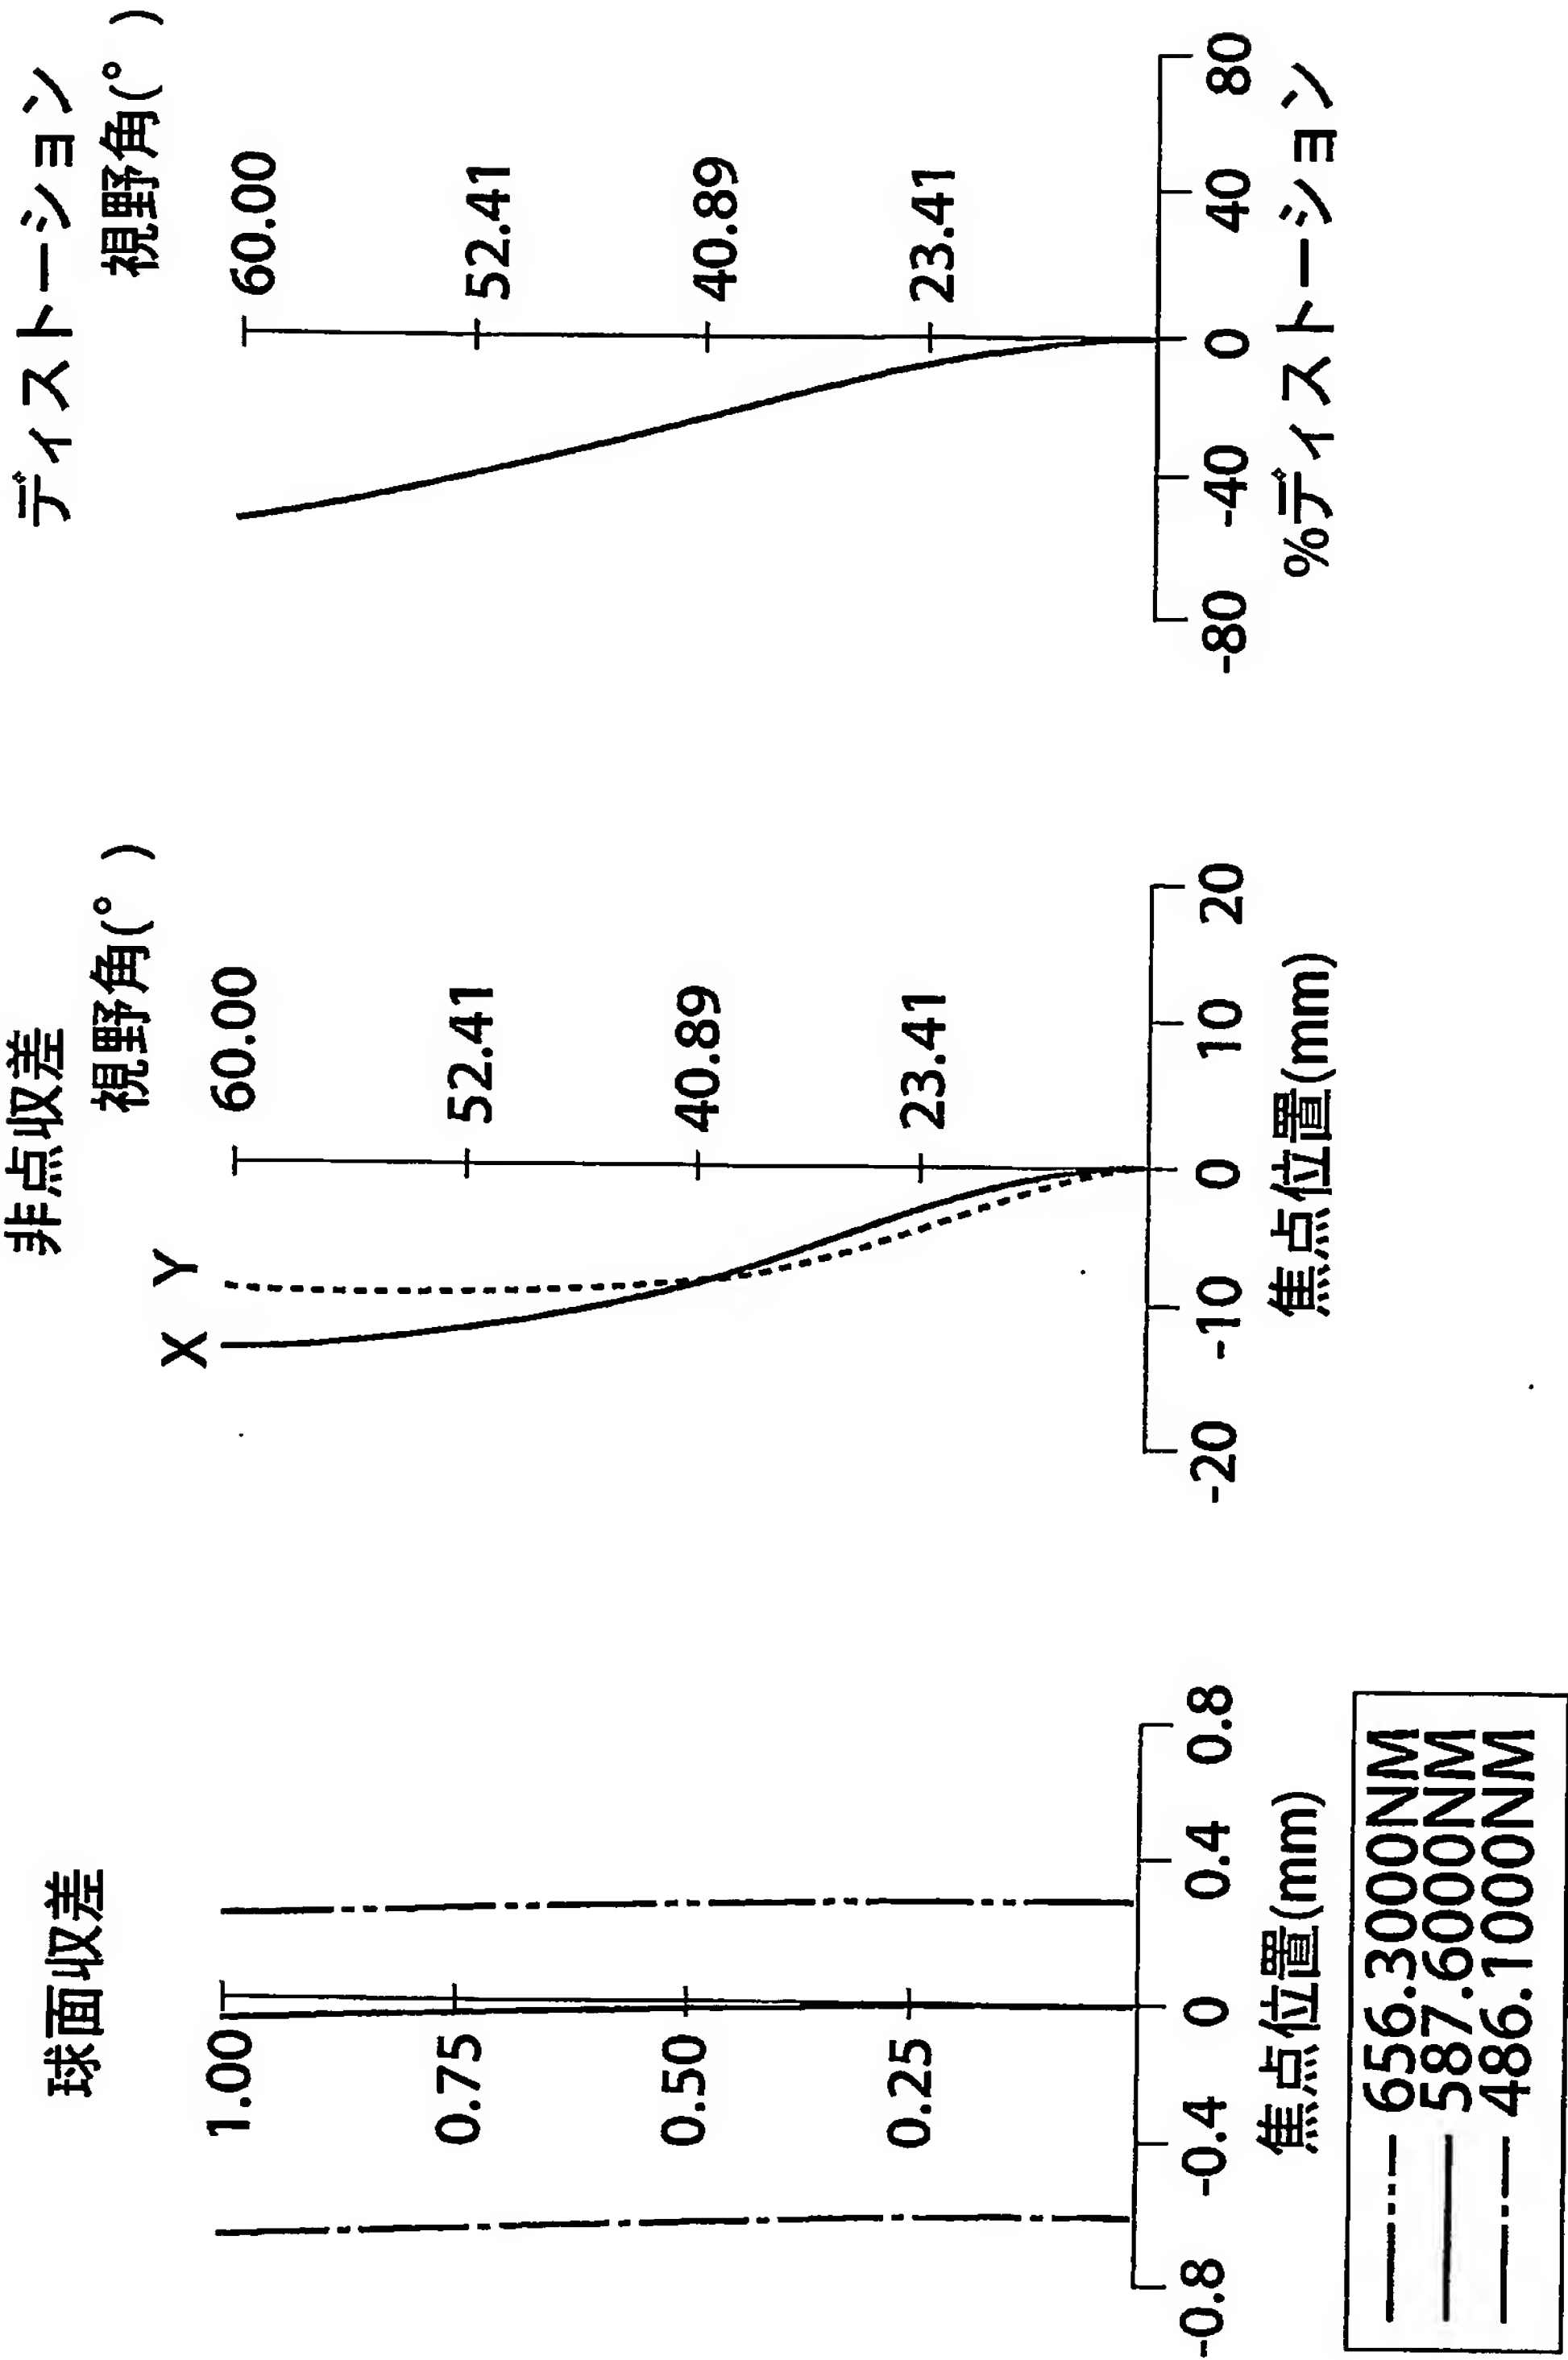 球面収差
1.00
0.75
0.50
0.25
-0.8 -0.4 0 0.4 0.8
焦点位置(mm)
656.3000NM
587.6000NM
486.1000NM
非点収差
視野角(°)
X Y
60.00
52.41
40.89
23.41
-20 -10 0 10 20
焦点位置(mm)
ディストーション
視野角(°)
60.00
52.41
40.89
23.41
-80 -40 0 40 80
%ディストーション